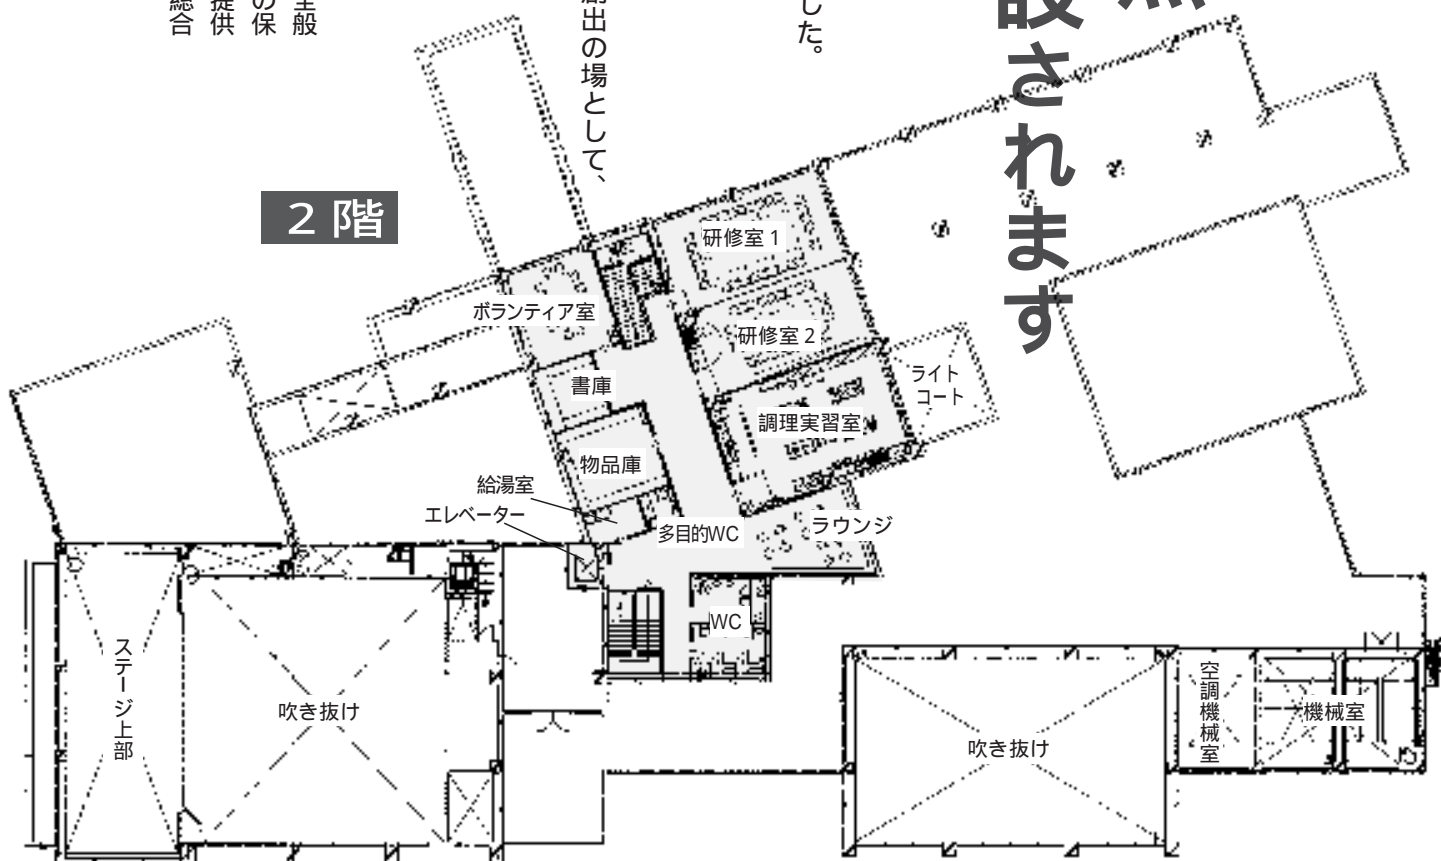 設されます
した。
創出の場として、
全般
の保
提供
総合
2階
研修室1
ボランティア室
研修室2
書庫
ライト
コート
調理実習室
物品庫
給湯室
エレベーター
多目的WC
ラウンジ
WC
ステージ上部
吹き抜け
吹き抜け
空調機械室
機械室